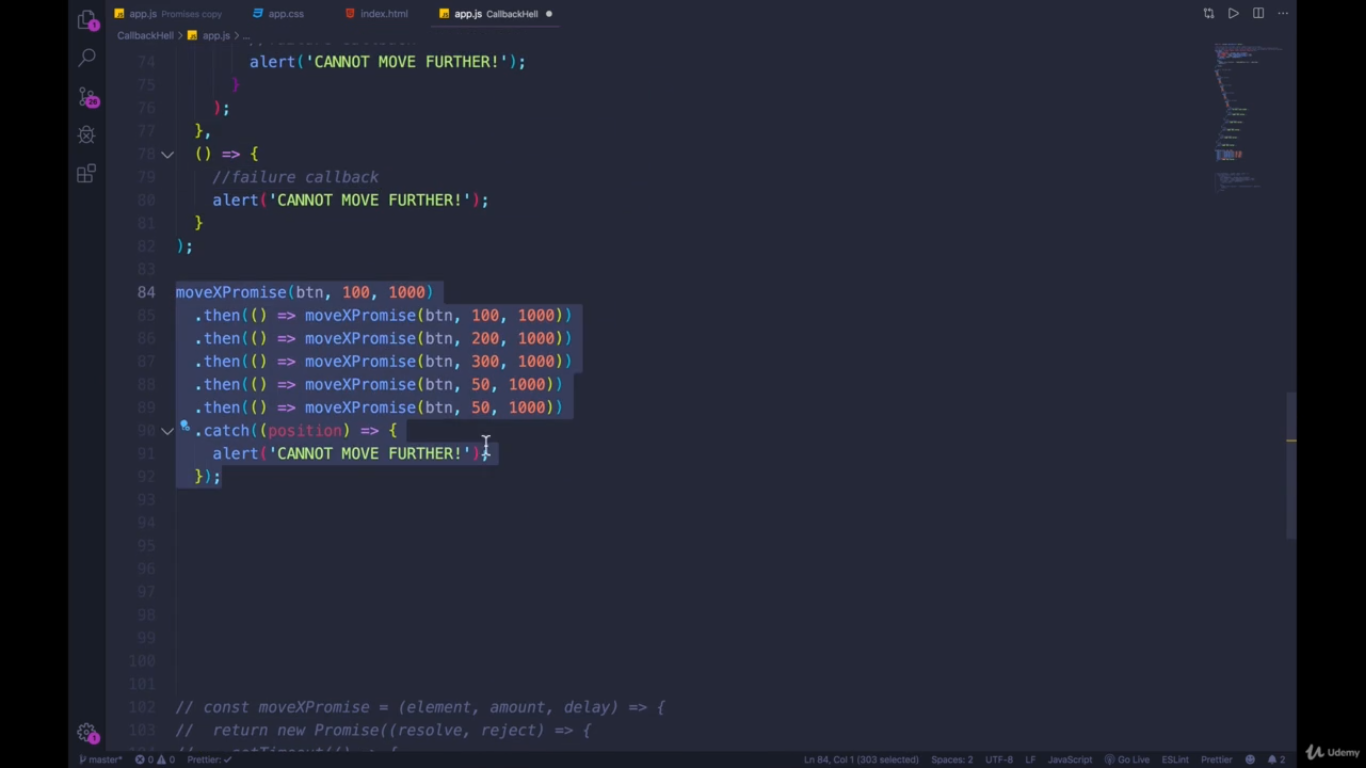 app.js Promises copy
app.css
index.html
app.js CallbackHell
CallbackHell > app.js > ...
74 alert('CANNOT MOVE FURTHER!');
75 }
76 );
77 },
78 () => {
79 //failure callback
80 alert('CANNOT MOVE FURTHER!');
81 }
82 );
83
84 moveXPromise(btn, 100, 1000)
85 .then(() => moveXPromise(btn, 100, 1000))
86 .then(() => moveXPromise(btn, 200, 1000))
87 .then(() => moveXPromise(btn, 300, 1000))
88 .then(() => moveXPromise(btn, 50, 1000))
89 .then(() => moveXPromise(btn, 50, 1000))
90 .catch((position) => {
91 alert('CANNOT MOVE FURTHER!');
92 });
93
94
95
96
97
98
99
100
101
102 // const moveXPromise = (element, amount, delay) => {
103 // return new Promise((resolve, reject) => {
master* 0 0 Prettier: ✓ Ln 84, Col 1 (303 selected) Spaces: 2 UTF-8 LF JavaScript Go Live ESLint Prettier 2
Udemy